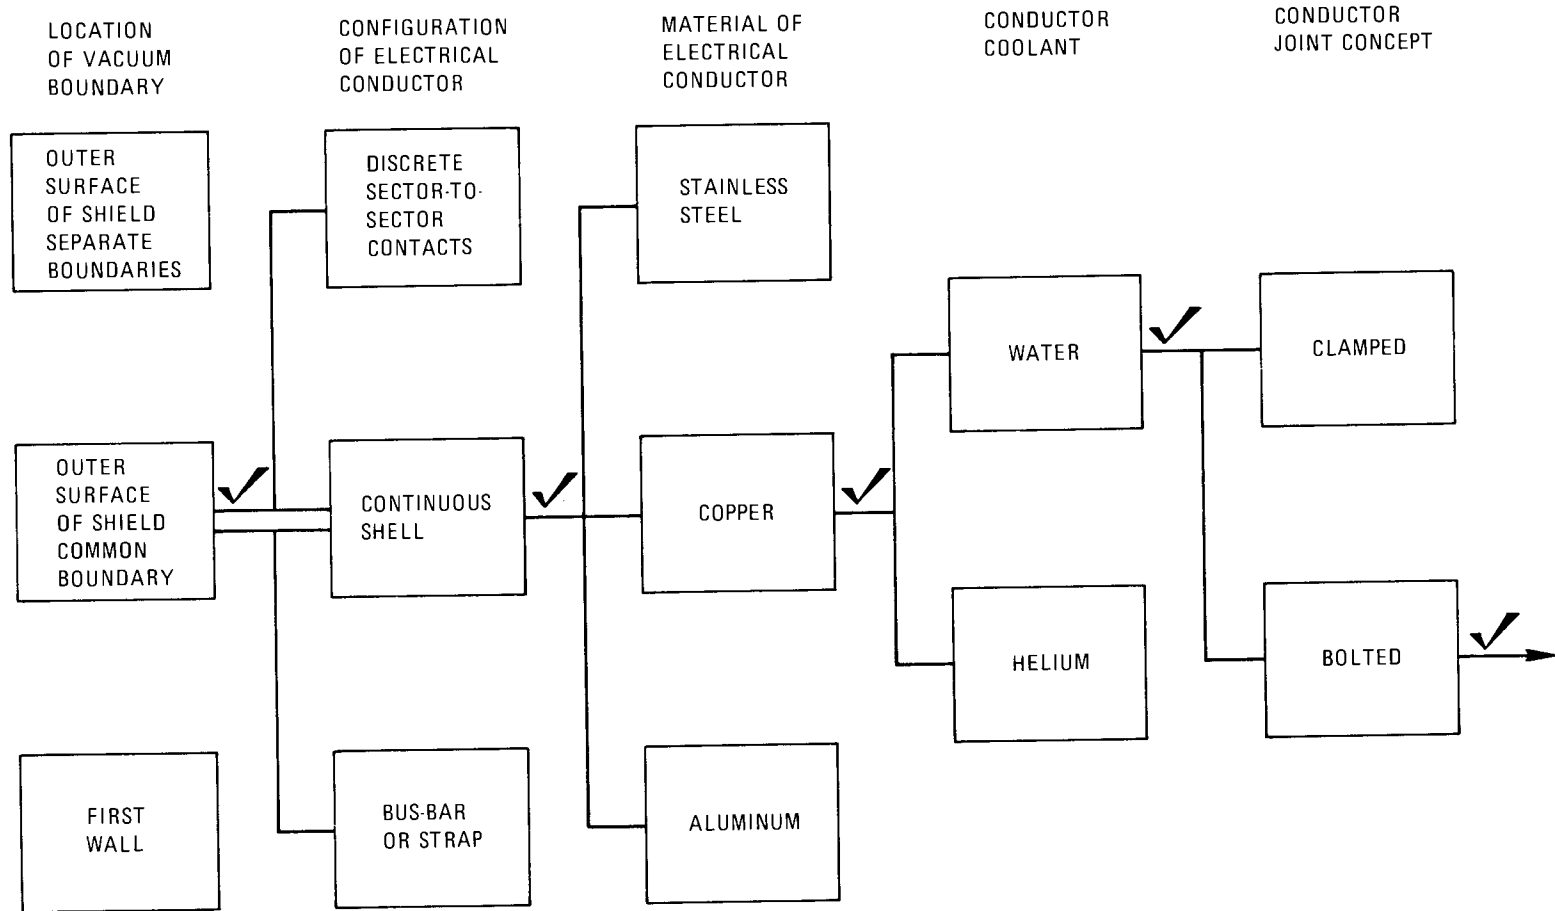 LOCATION
OF VACUUM
BOUNDARY
CONFIGURATION
OF ELECTRICAL
CONDUCTOR
MATERIAL OF
ELECTRICAL
CONDUCTOR
CONDUCTOR
COOLANT
CONDUCTOR
JOINT CONCEPT
OUTER
SURFACE
OF SHIELD
SEPARATE
BOUNDARIES
DISCRETE
SECTOR-TO-
SECTOR
CONTACTS
STAINLESS
STEEL
WATER
CLAMPED
OUTER
SURFACE
OF SHIELD
COMMON
BOUNDARY
CONTINUOUS
SHELL
COPPER
HELIUM
BOLTED
FIRST
WALL
BUS-BAR
OR STRAP
ALUMINUM